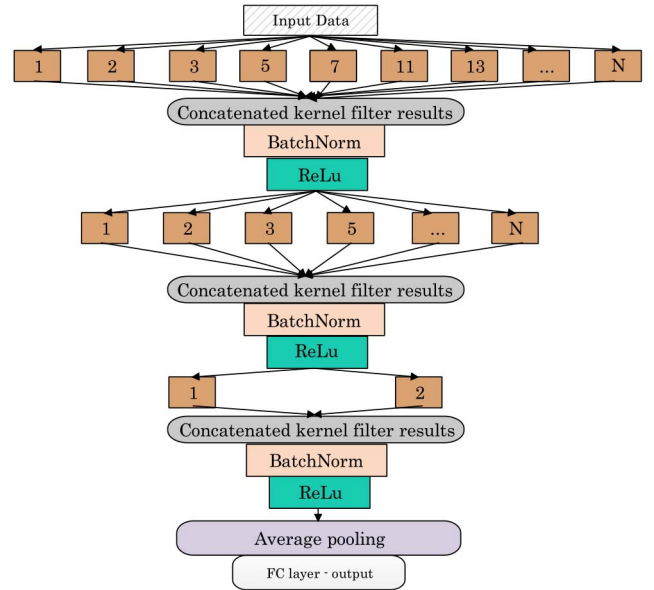 Input Data
1 2 3 5 7 11 13 ... N
Concatenated kernel filter results
BatchNorm
ReLu
1 2 3 5 ... N
Concatenated kernel filter results
BatchNorm
ReLu
1 2
Concatenated kernel filter results
BatchNorm
ReLu
Average pooling
FC layer - output